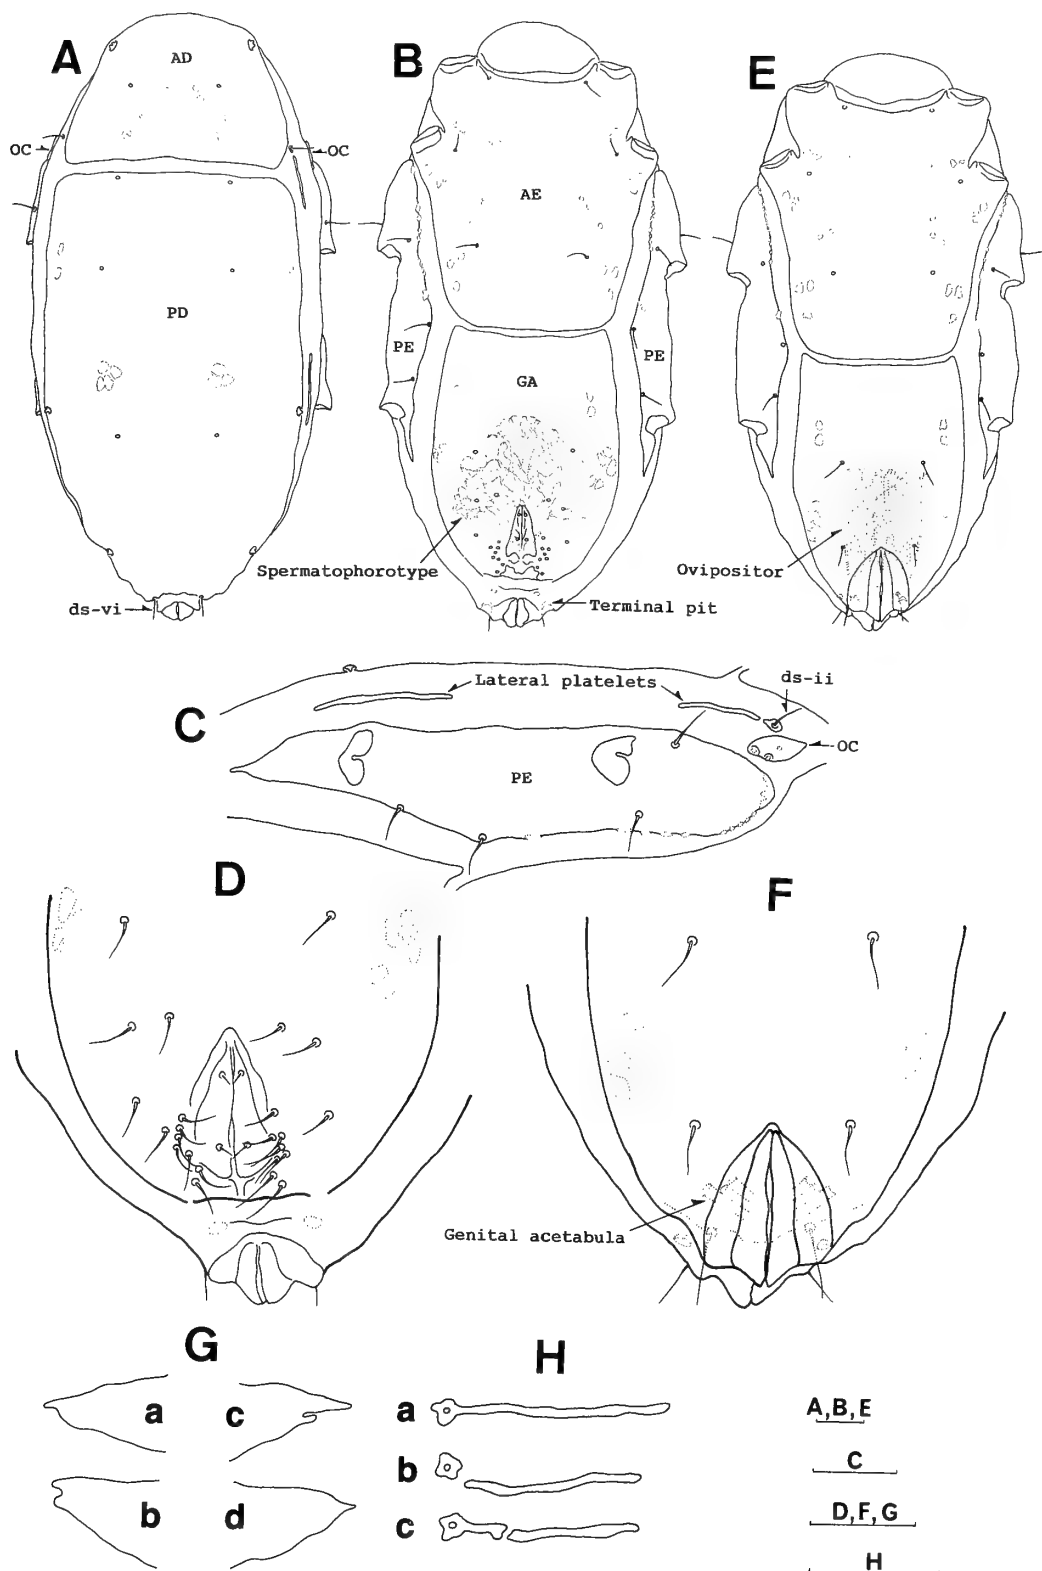 A
AD
OC
OC
PD
ds-vi
B
AE
PE
PE
GA
Spermatophorotype
Terminal pit
E
Ovipositor
C
Lateral platelets
ds-ii
OC
PE
D
F
Genital acetabula
G
a
c
b
d
H
a
b
c
A,B,E
C
D,F,G
H